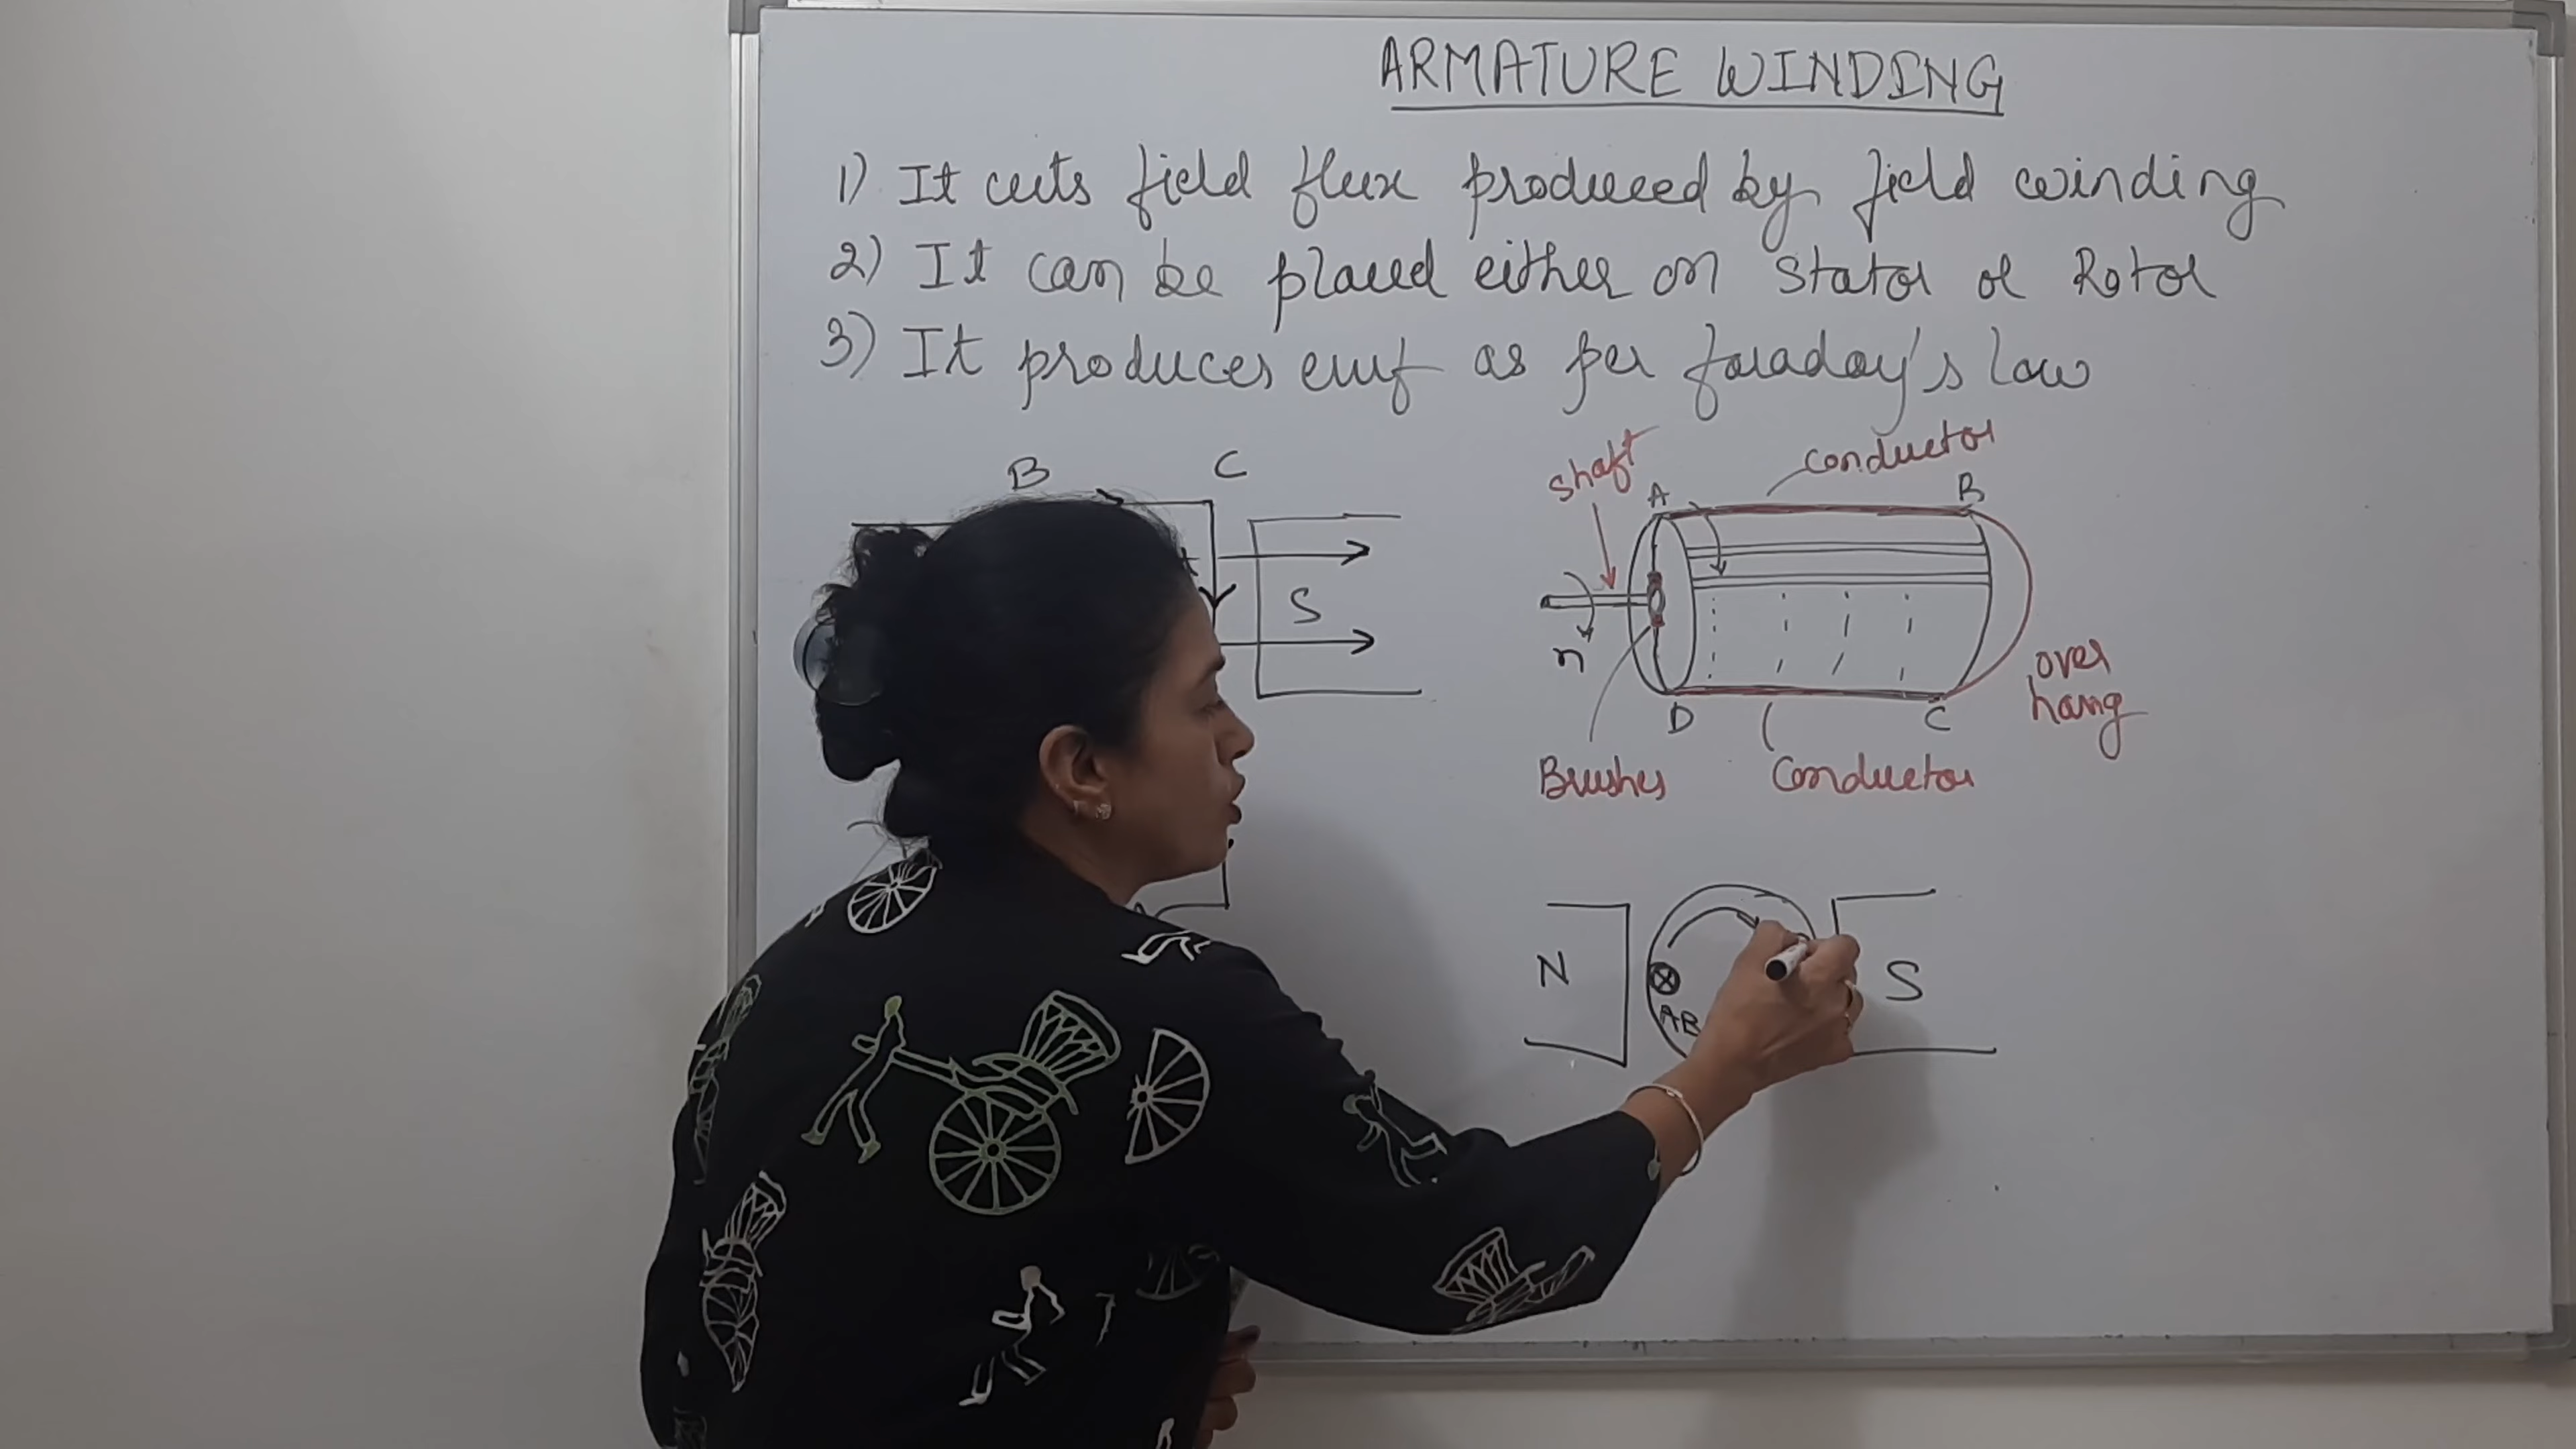 ARMATURE WINDING
1) It cuts field flux produced by field winding
2) It can be placed either on stator or Rotor
3) It produces emf as per faraday's law
B C
S
shaft
conductor
A B
n
over
hang
D C
Brushes
Conductor
N
AB
S